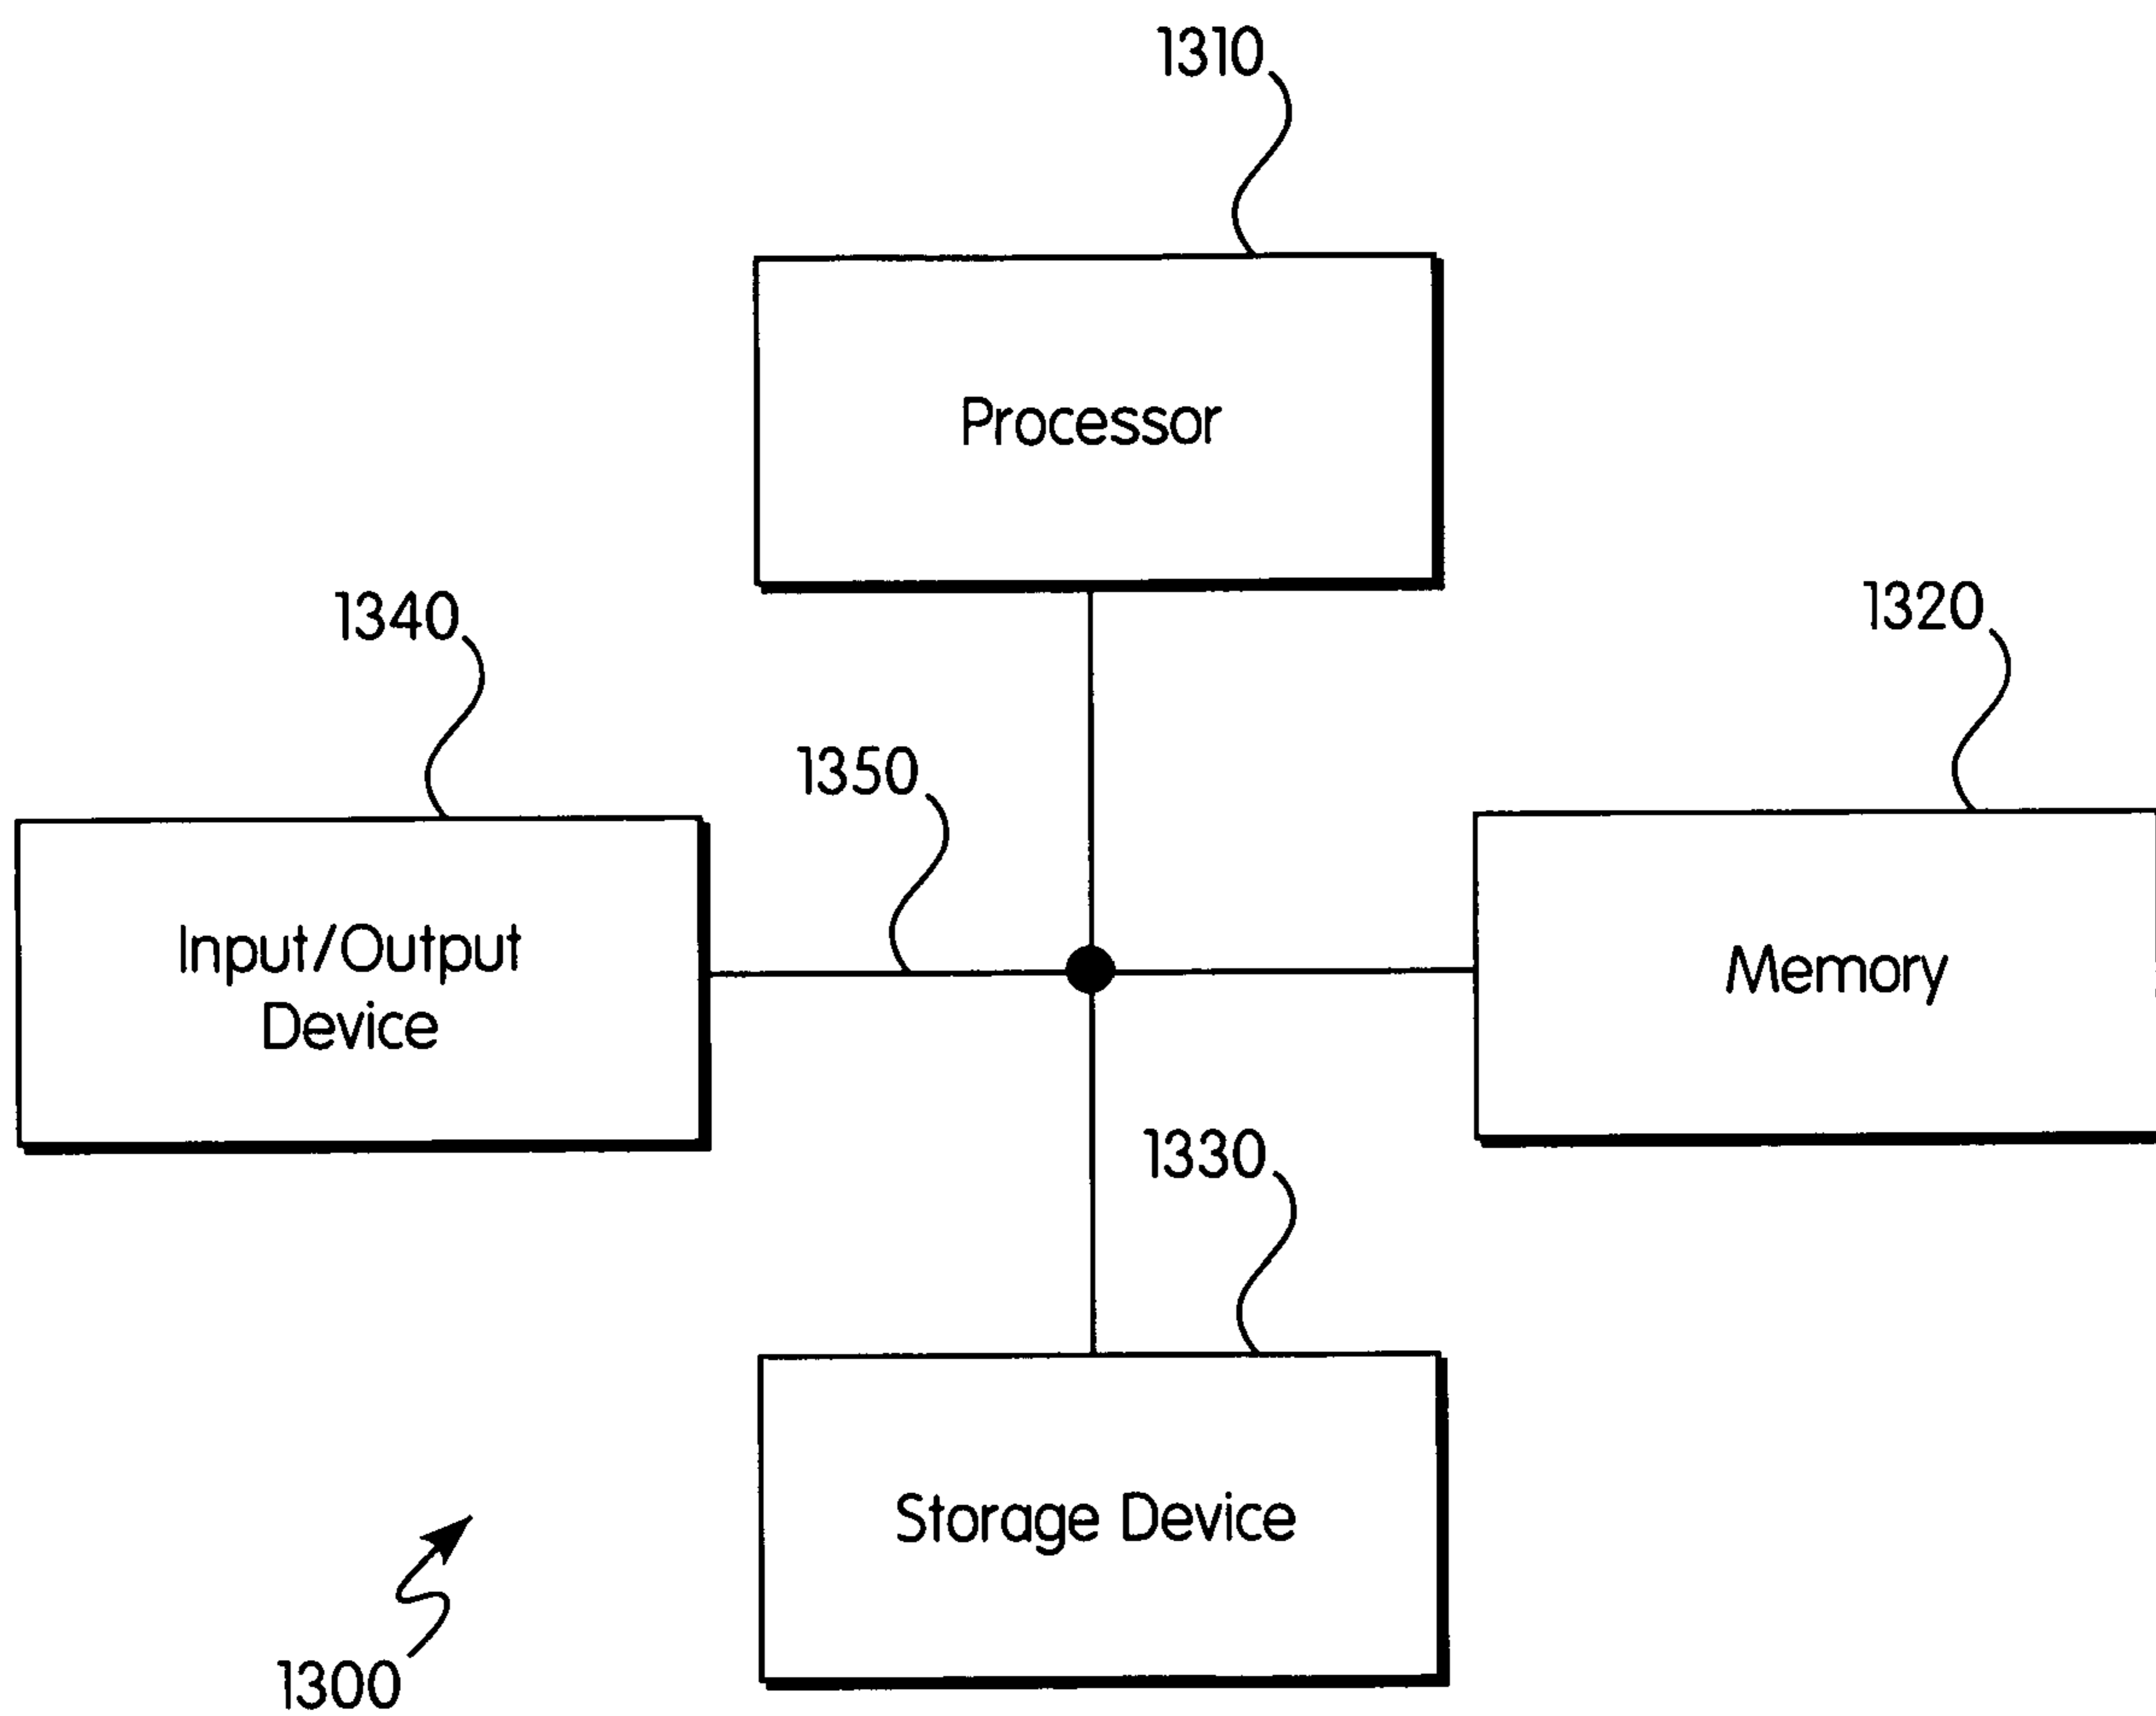 1310
Processor
1340
1320
1350
Input/Output
Device
Memory
1330
Storage Device
1300